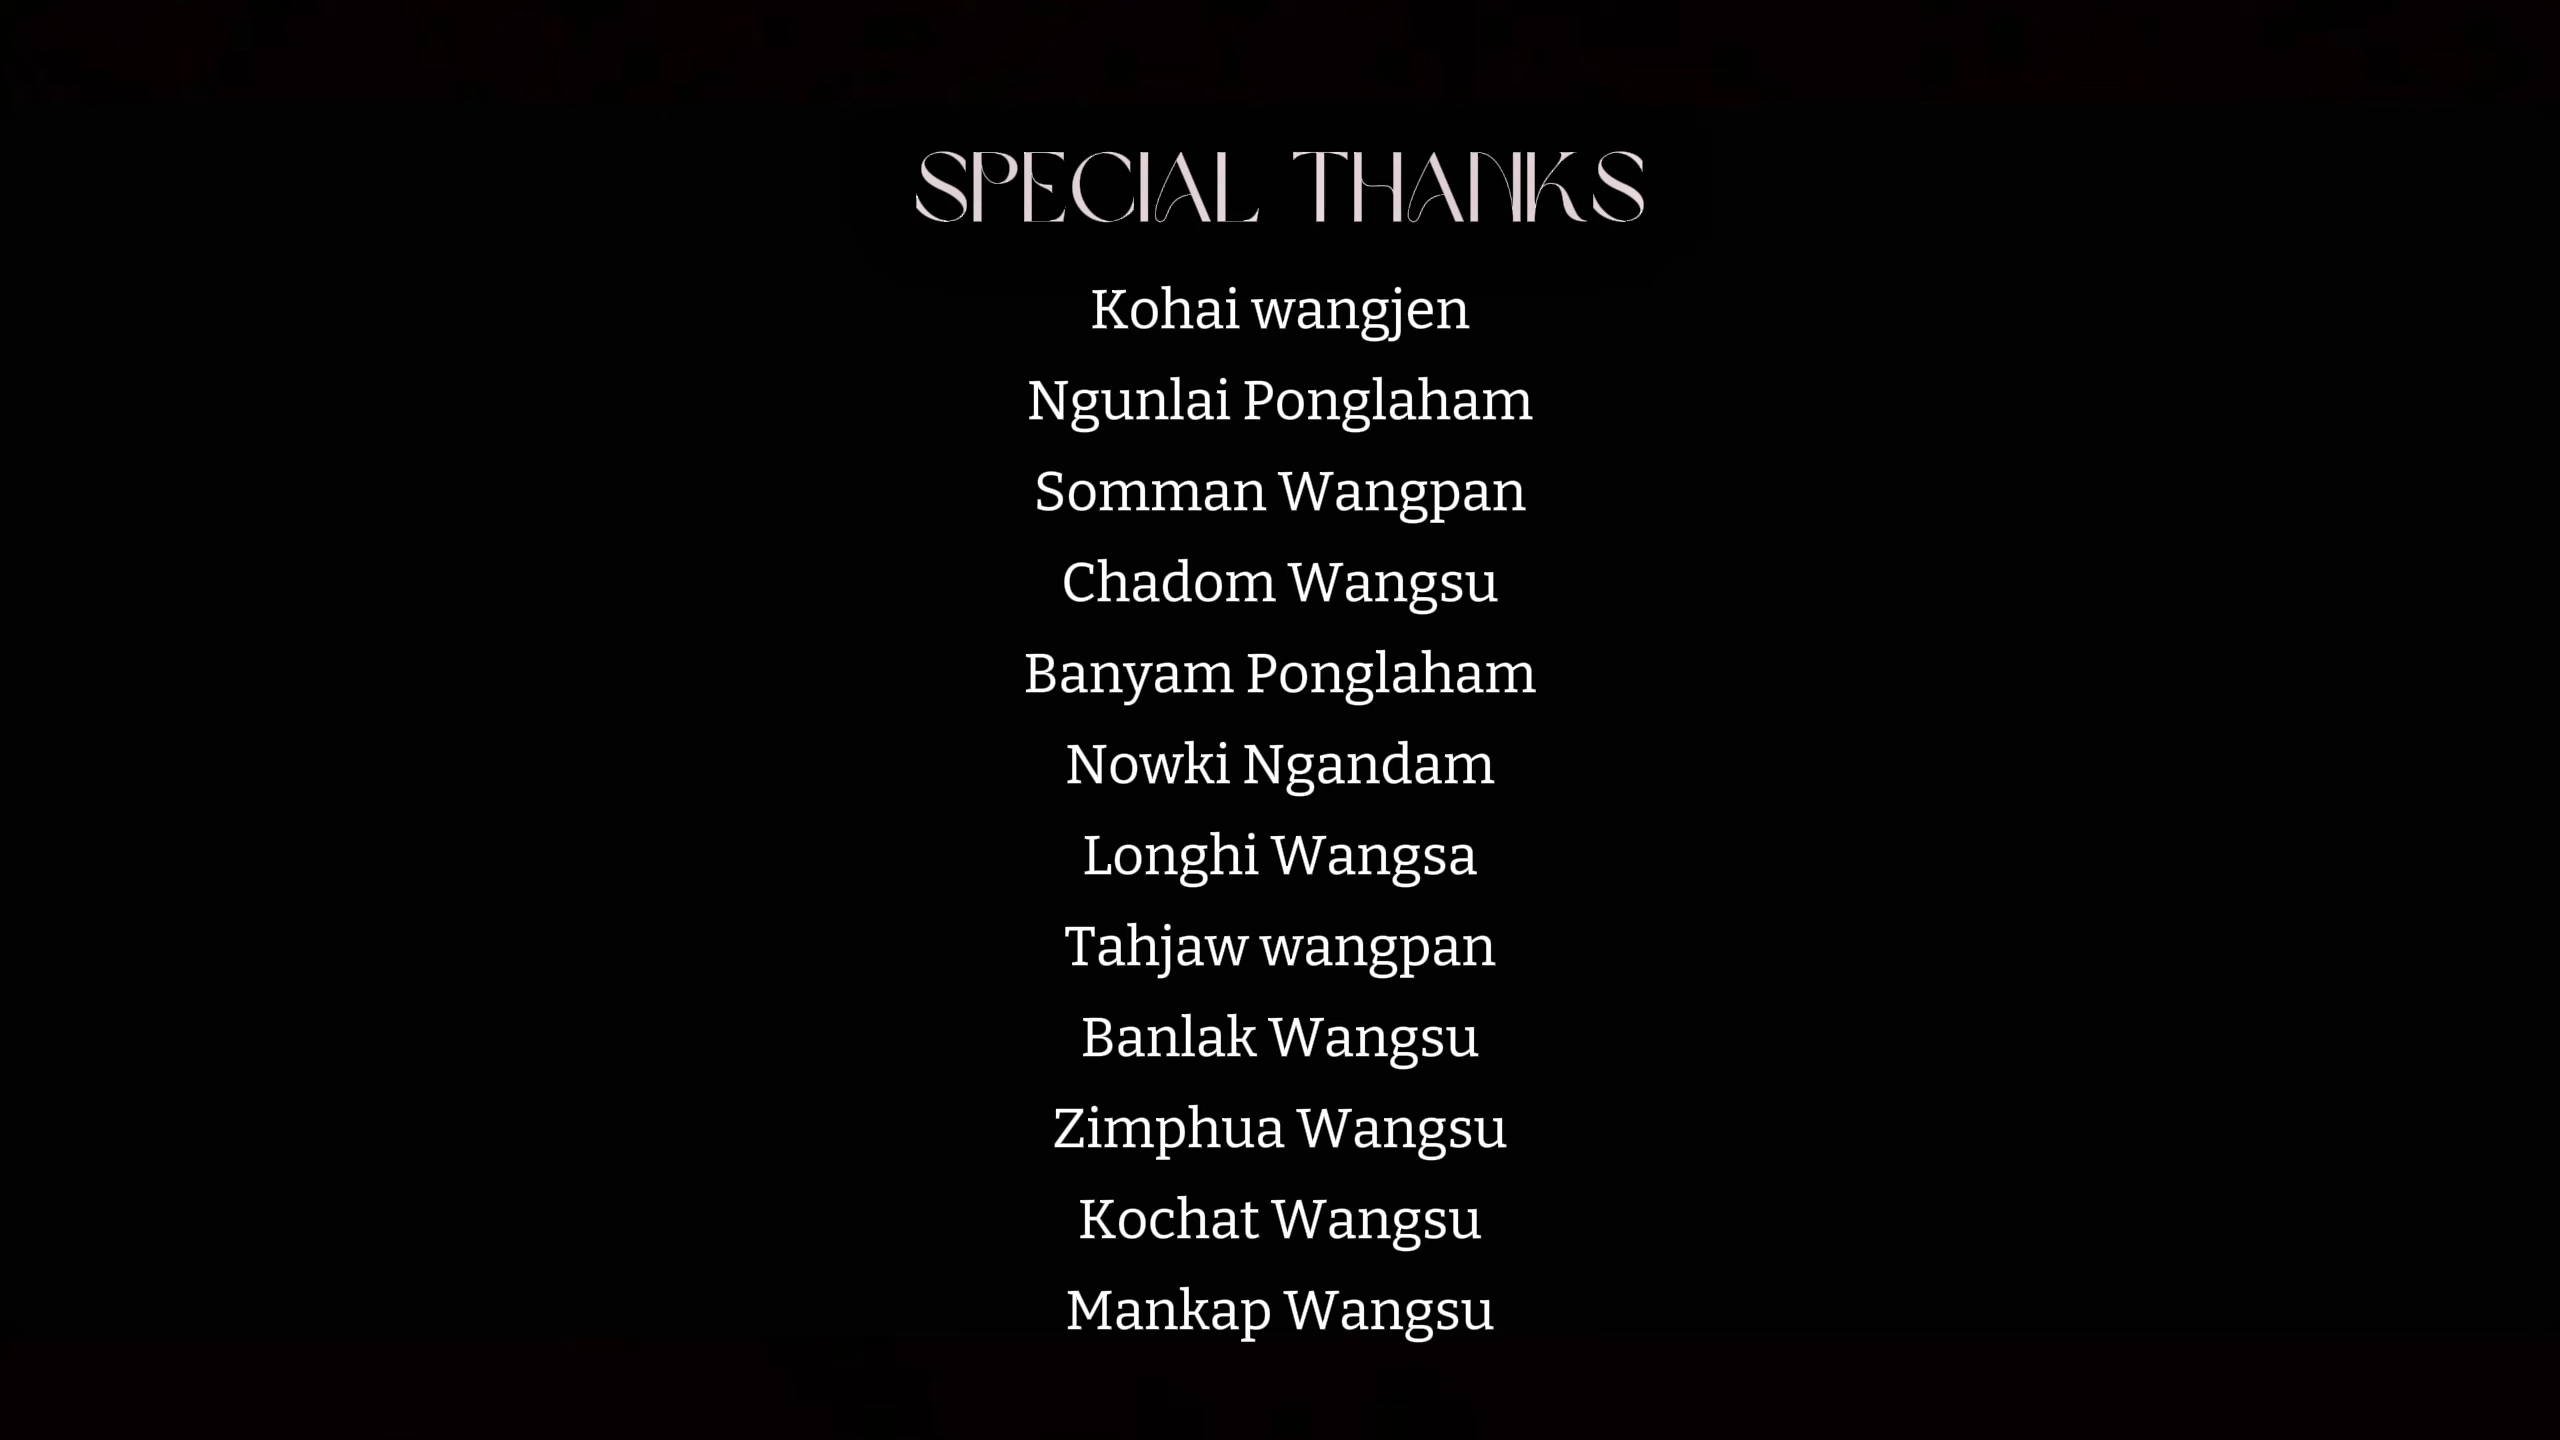 SPECIAL THANKS
Kohai wangjen
Ngunlai Ponglaham
Somman Wangpan
Chadom Wangsu
Banyam Ponglaham
Nowki Ngandam
Longhi Wangsa
Tahjaw wangpan
Banlak Wangsu
Zimphua Wangsu
Kochat Wangsu
Mankap Wangsu